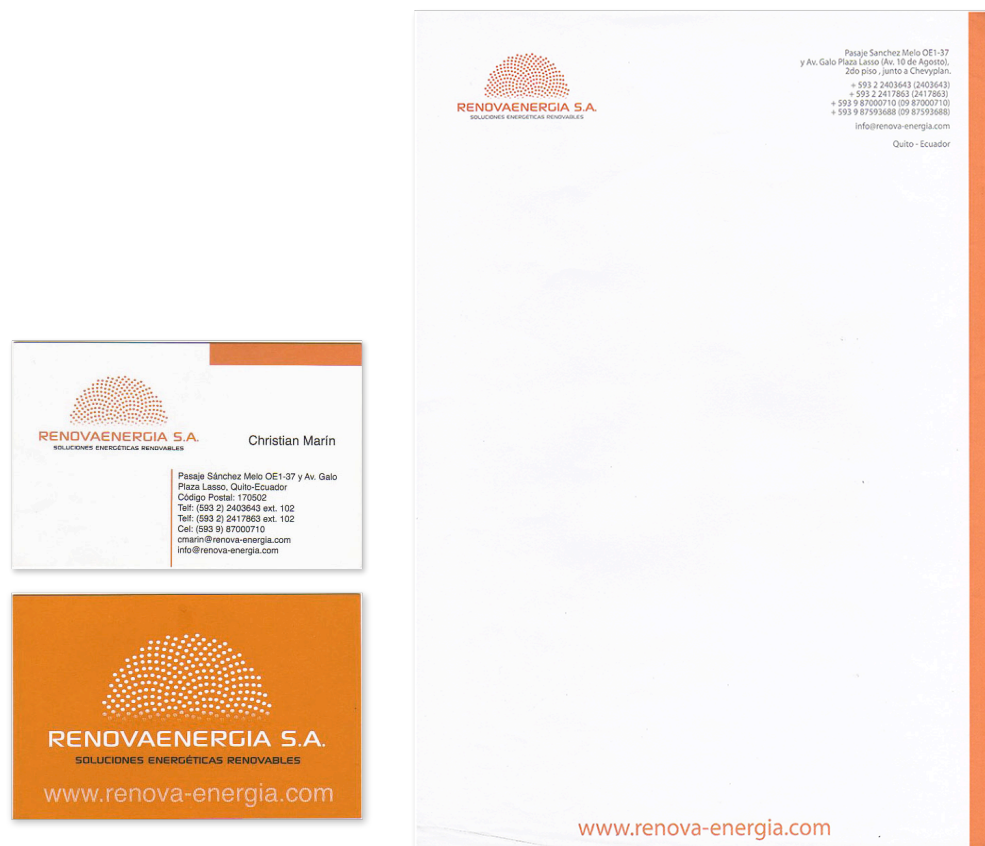 RENOVAENERGIA S.A.
SOLUCIONES ENERGÉTICAS RENOVABLES
Pasaje Sanchez Melo OE1-37
y Av. Galo Plaza Lasso (Av. 10 de Agosto),
2do piso , junto a Chevyplan.
+ 593 2 2403643 (2403643)
+ 593 2 2417863 (2417863)
+ 593 9 87000710 (09 87000710)
+ 593 9 87593688 (09 87593688)
info@renova-energia.com
Quito - Ecuador
www.renova-energia.com
RENOVAENERGIA S.A.
SOLUCIONES ENERGÉTICAS RENOVABLES
Christian Marín
Pasaje Sánchez Melo OE1-37 y Av. Galo
Plaza Lasso, Quito-Ecuador
Código Postal: 170502
Telf: (593 2) 2403643 ext. 102
Telf: (593 2) 2417863 ext. 102
Cel: (593 9) 87000710
cmarin@renova-energia.com
info@renova-energia.com
RENOVAENERGIA S.A.
SOLUCIONES ENERGÉTICAS RENOVABLES
www.renova-energia.com